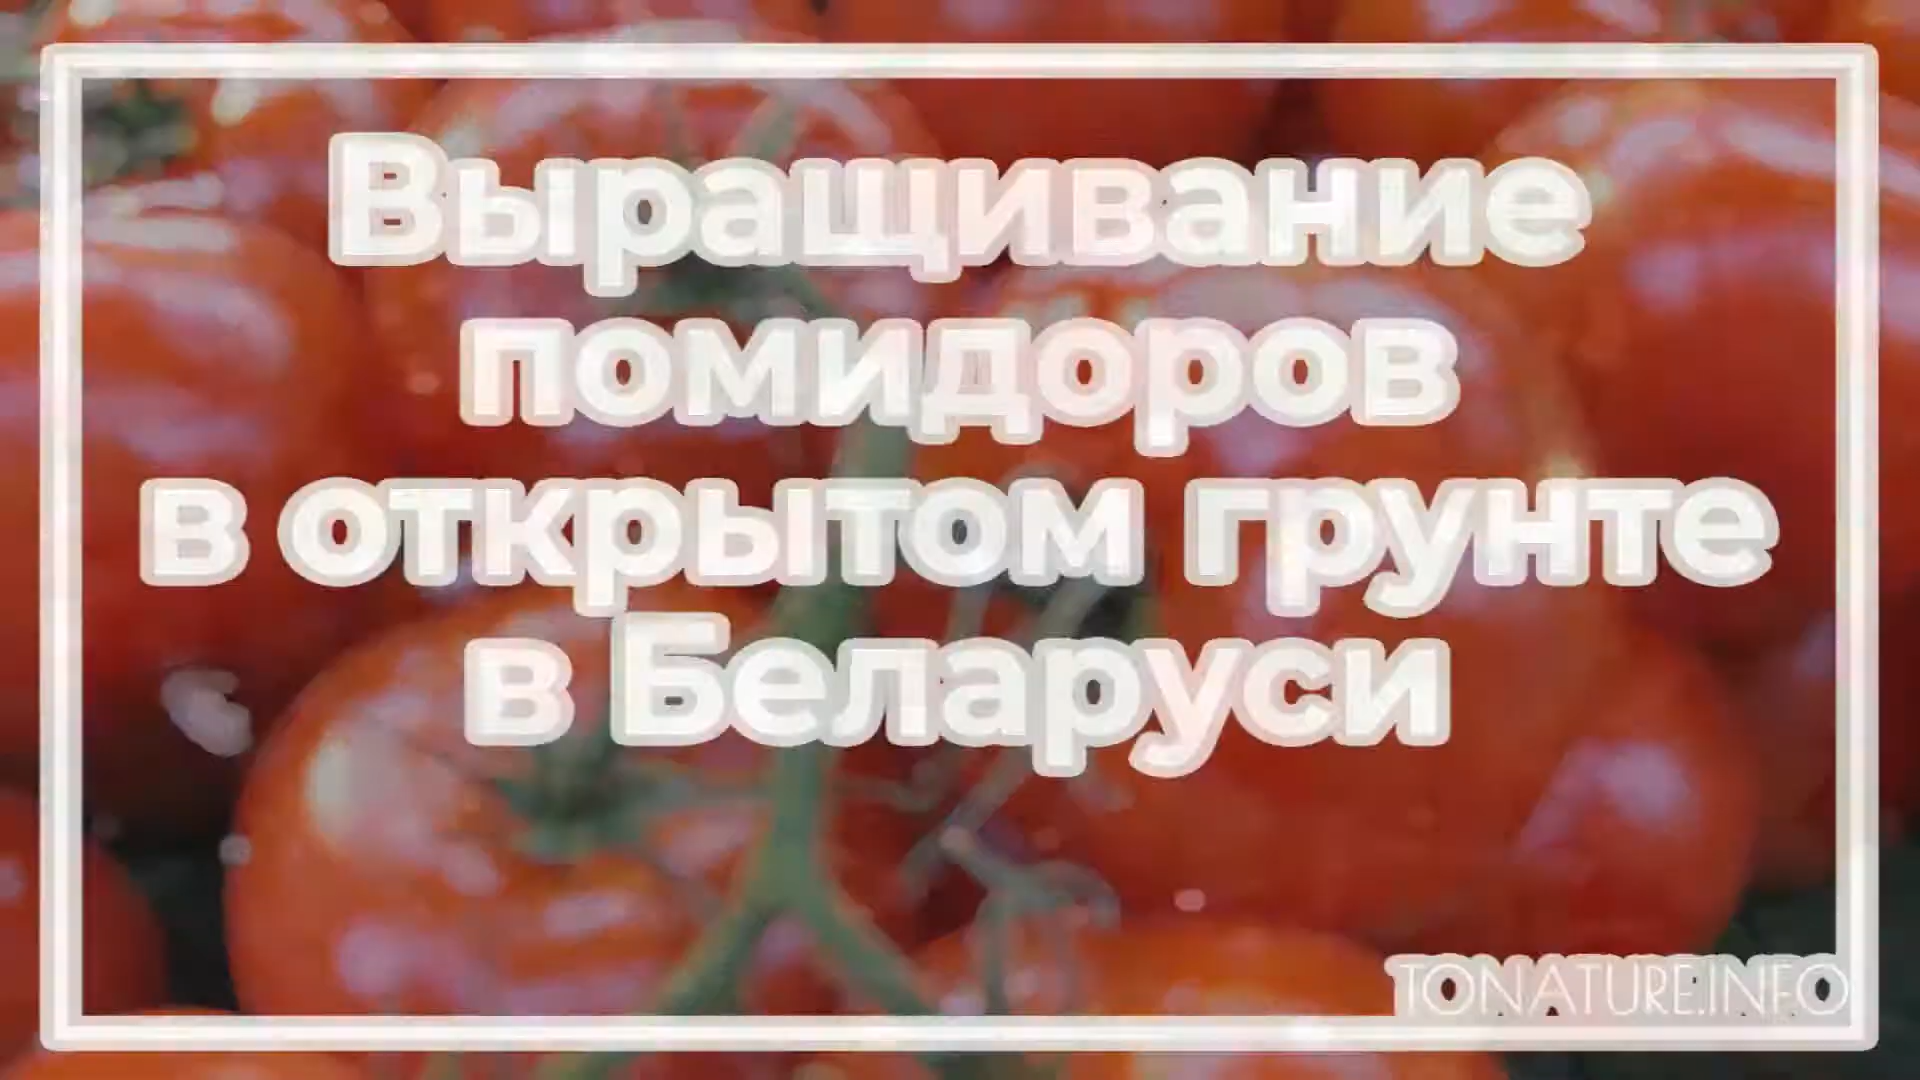 Выращивание
помидоров
в открытом грунте
в Беларуси
TONATURE.INFO